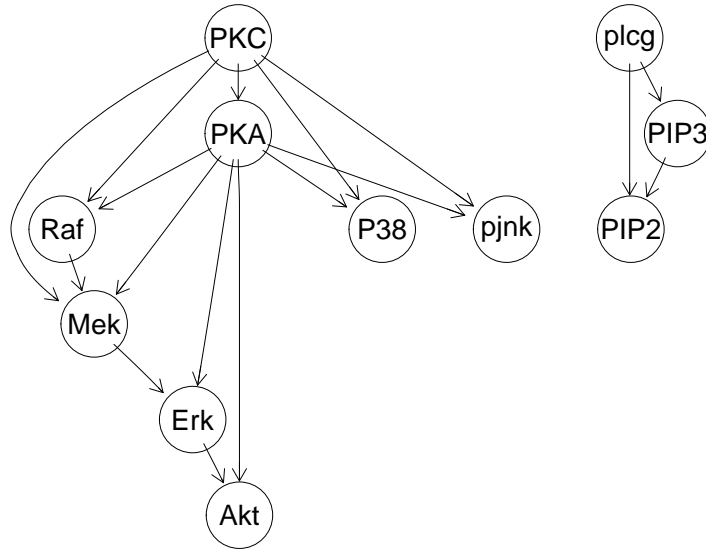 PKC
plcg
PKA
PIP3
Raf
P38
pjnk
PIP2
Mek
Erk
Akt